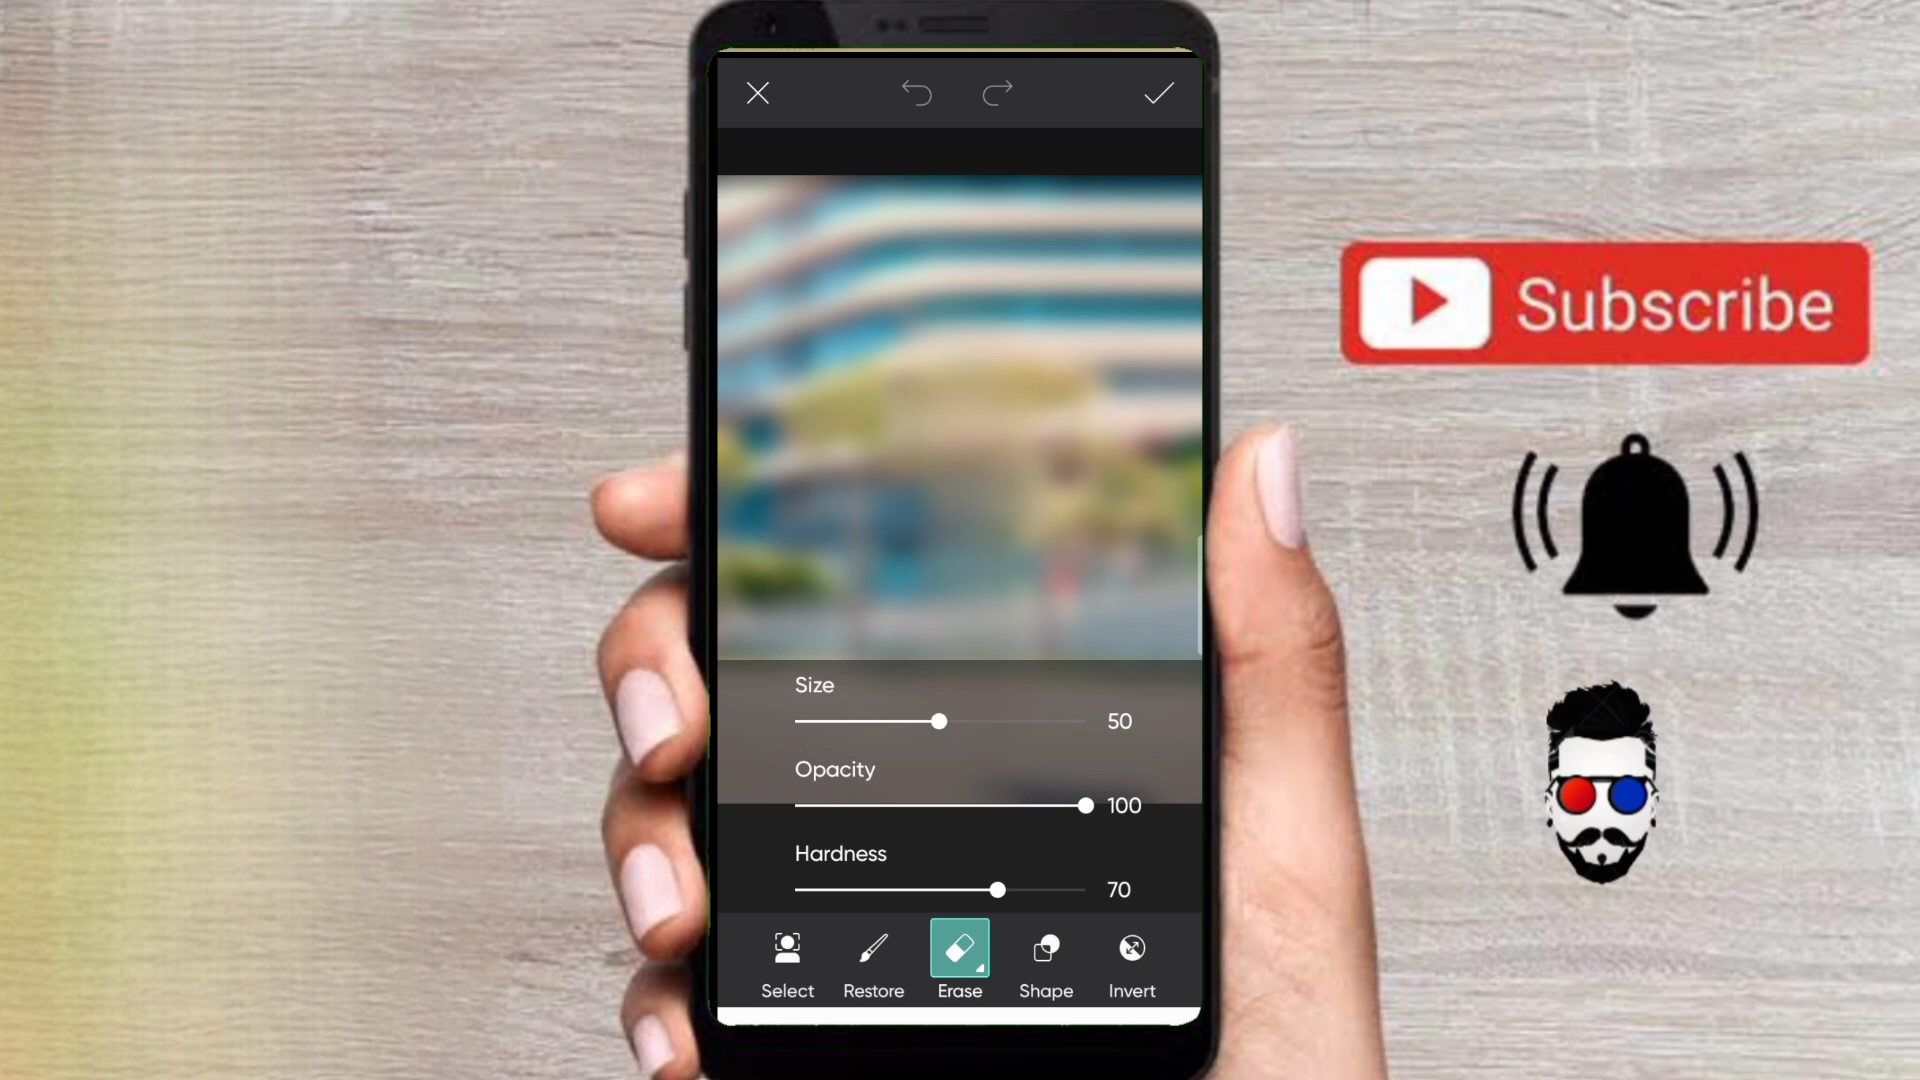 Subscribe
Size
50
Opacity
100
Hardness
70
Select Restore Erase Shape Invert